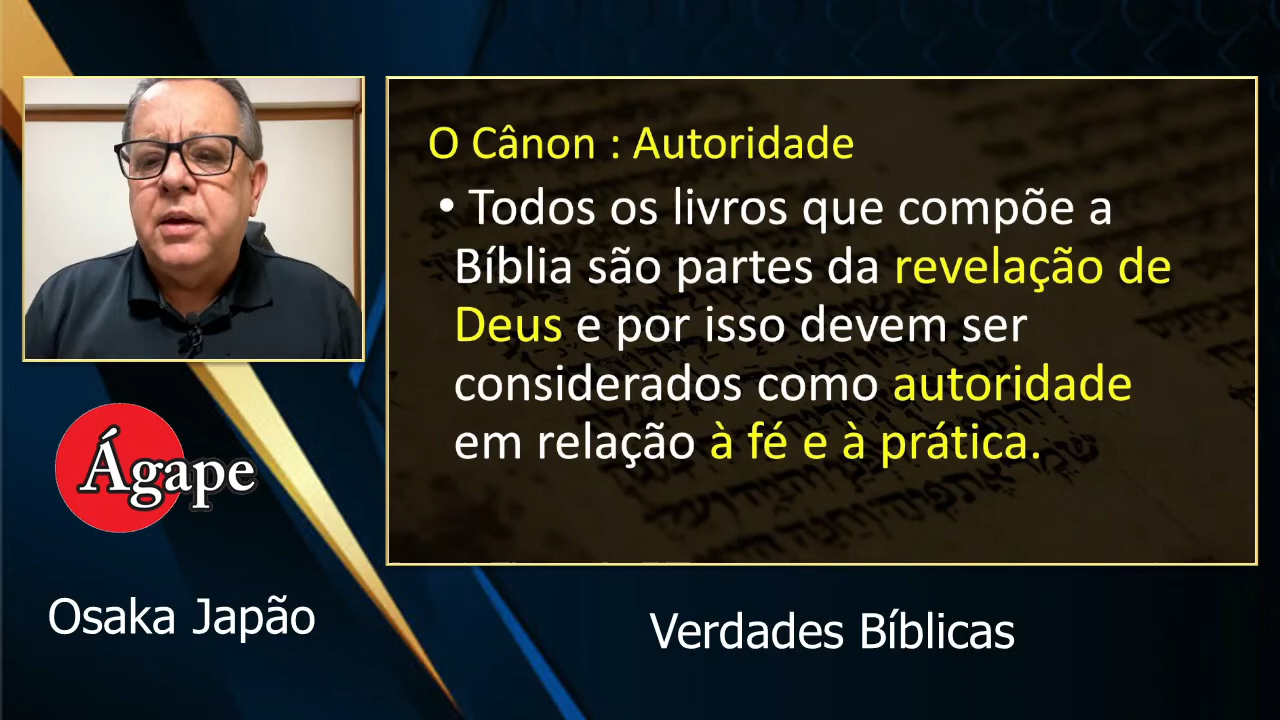 O Cânon : Autoridade
• Todos os livros que compõe a
Bíblia são partes da revelação de
Deus e por isso devem ser
considerados como autoridade
em relação à fé e à prática.
Ágape
Osaka Japão
Verdades Bíblicas